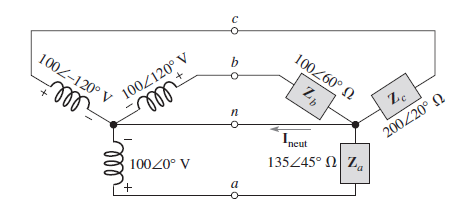 c
100∠−120° V
+
−
100∠120° V
−
+
b
100∠60° Ω
Z_b
Z_c
200∠20° Ω
n
I_neut
−
100∠0° V
+
135∠45° Ω
Z_a
a